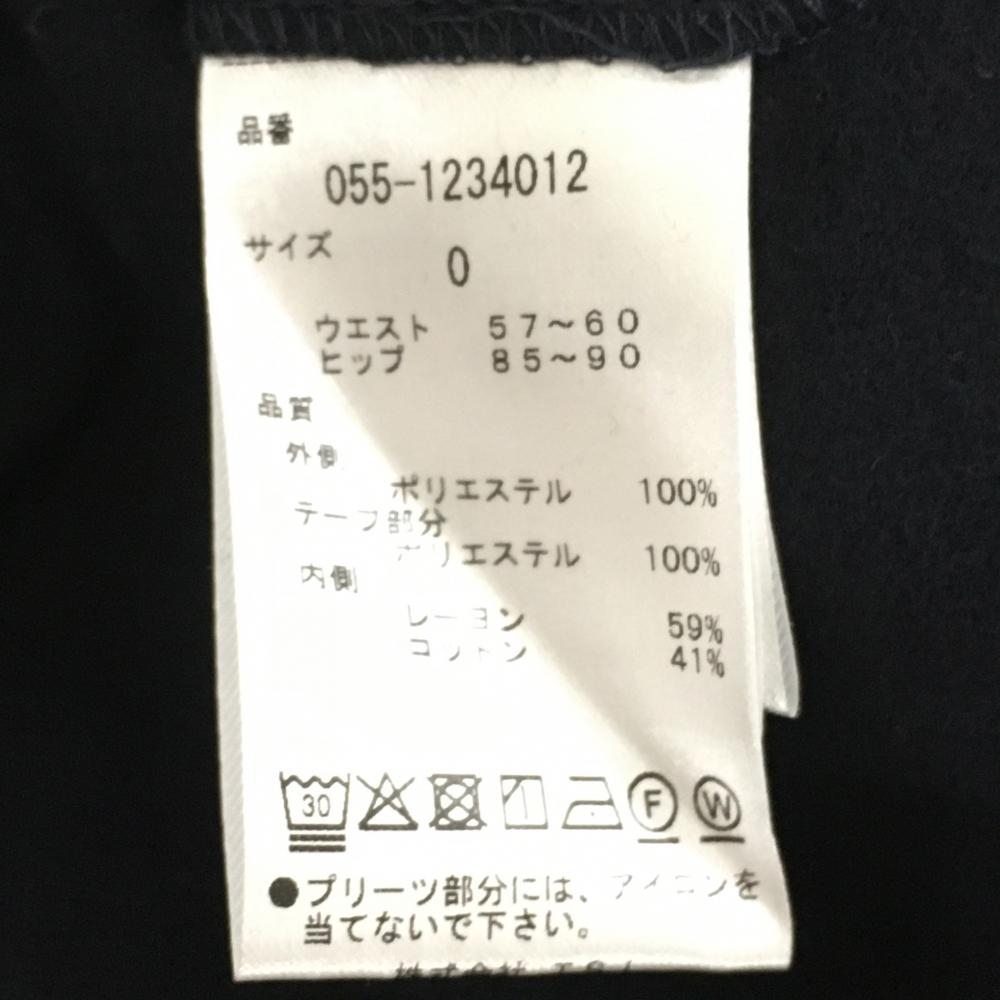 品番
055-1234012
サイズ
0
ウエスト 57~60
ヒップ 85~90
品質
外側
ポリエステル 100%
テープ部分
ポリエステル 100%
内側
レーヨン 59%
コットン 41%
30 F W
●プリーツ部分には、アイロンを
当てないで下さい。
株式会社